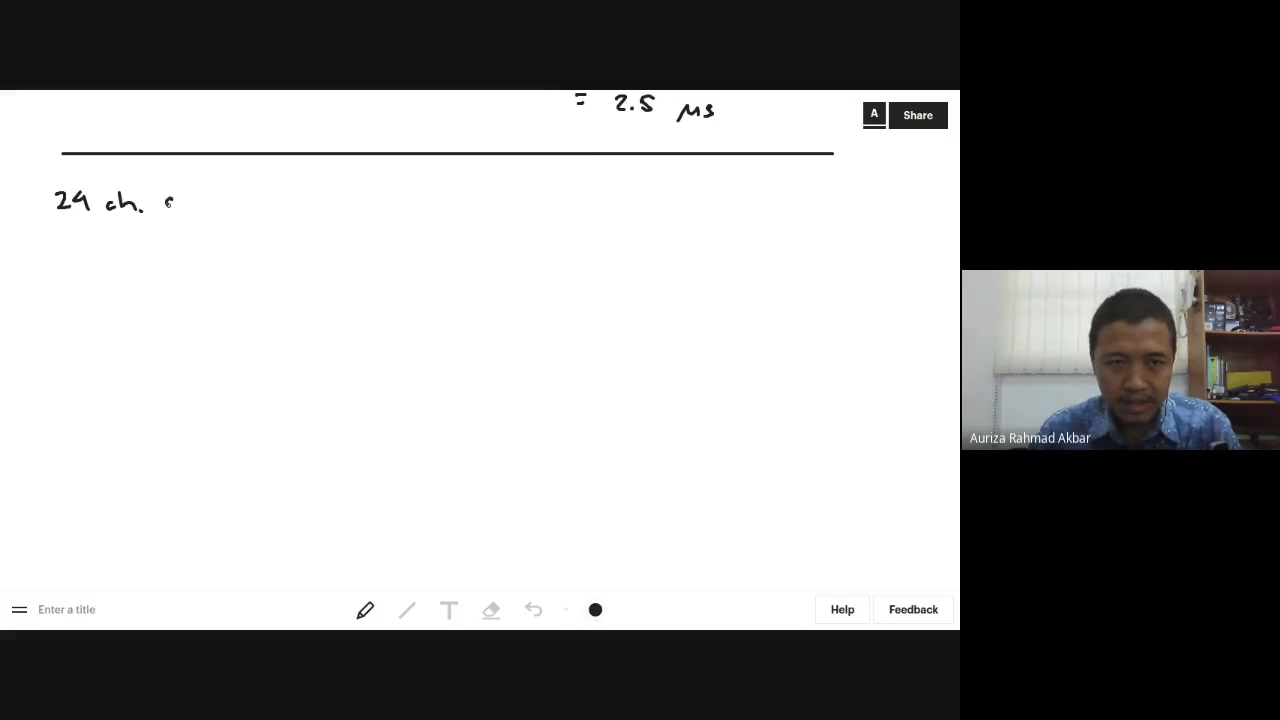 = 2.5 μs
A Share
24 ch.
Auriza Rahmad Akbar
Enter a title
T
Help Feedback